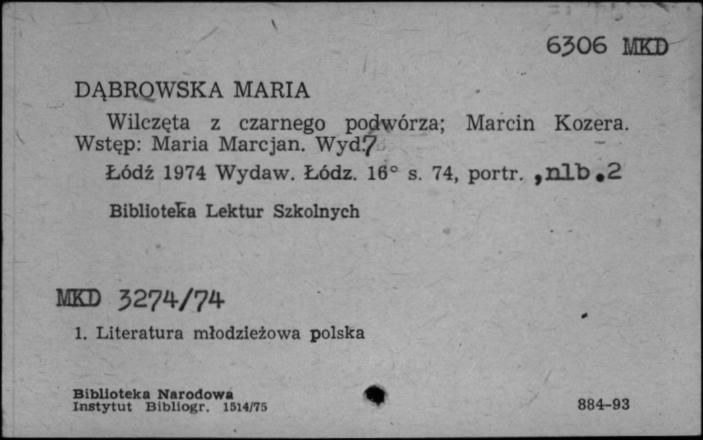 6306 MKD
DĄBROWSKA MARIA
Wilczęta z czarnego podwórza; Marcin Kozera.
Wstęp: Maria Marcjan. Wyd.7
Łódź 1974 Wydaw. Łódz. 16° s. 74, portr. ,nlb.2
Biblioteka Lektur Szkolnych
MKD 3274/74
1. Literatura młodzieżowa polska
Biblioteka Narodowa
Instytut Bibliogr. 1514/75
884-93